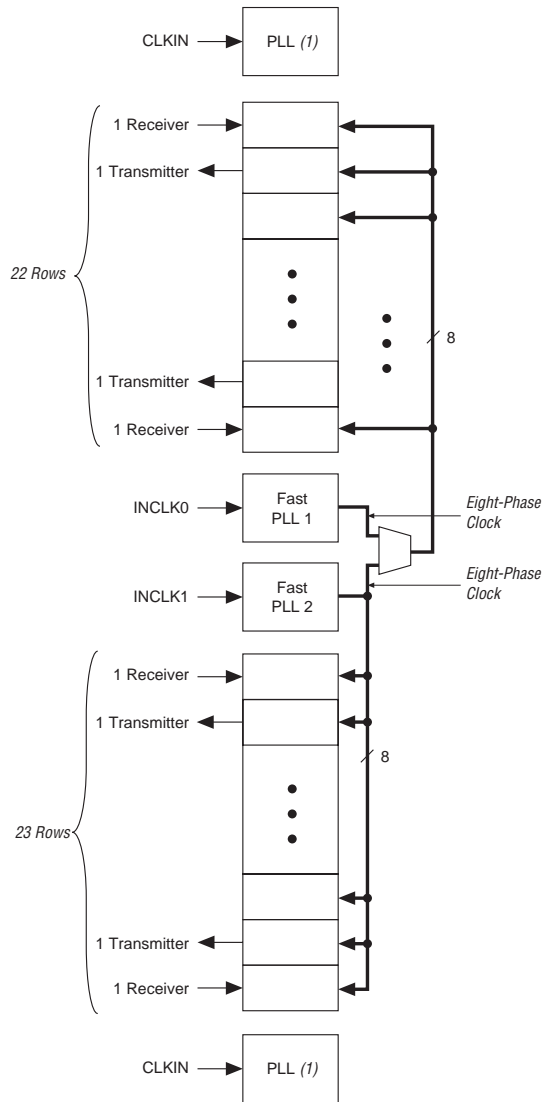 CLKIN
PLL (1)
1 Receiver
1 Transmitter
22 Rows
8
1 Transmitter
1 Receiver
INCLK0
Fast
PLL 1
Eight-Phase
Clock
INCLK1
Fast
PLL 2
Eight-Phase
Clock
1 Receiver
1 Transmitter
8
23 Rows
1 Transmitter
1 Receiver
CLKIN
PLL (1)